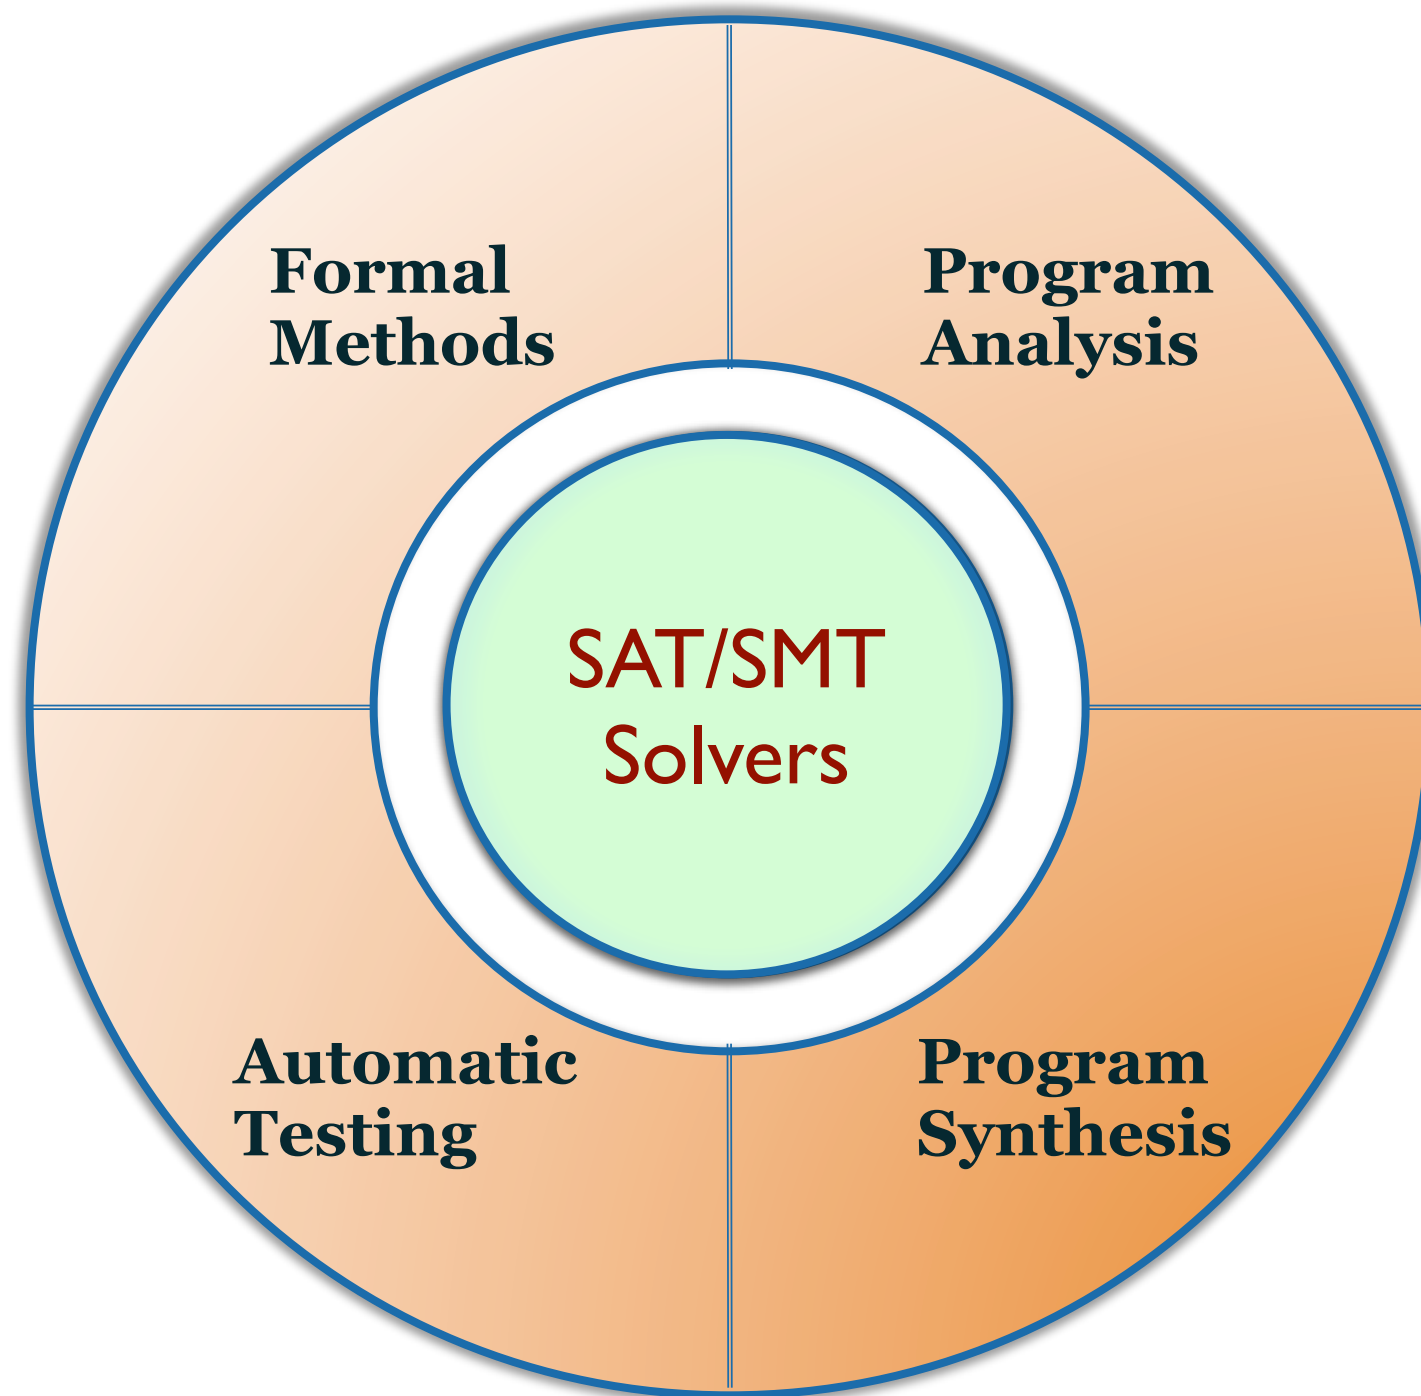 Formal
Methods
Program
Analysis
SAT/SMT
Solvers
Automatic
Testing
Program
Synthesis